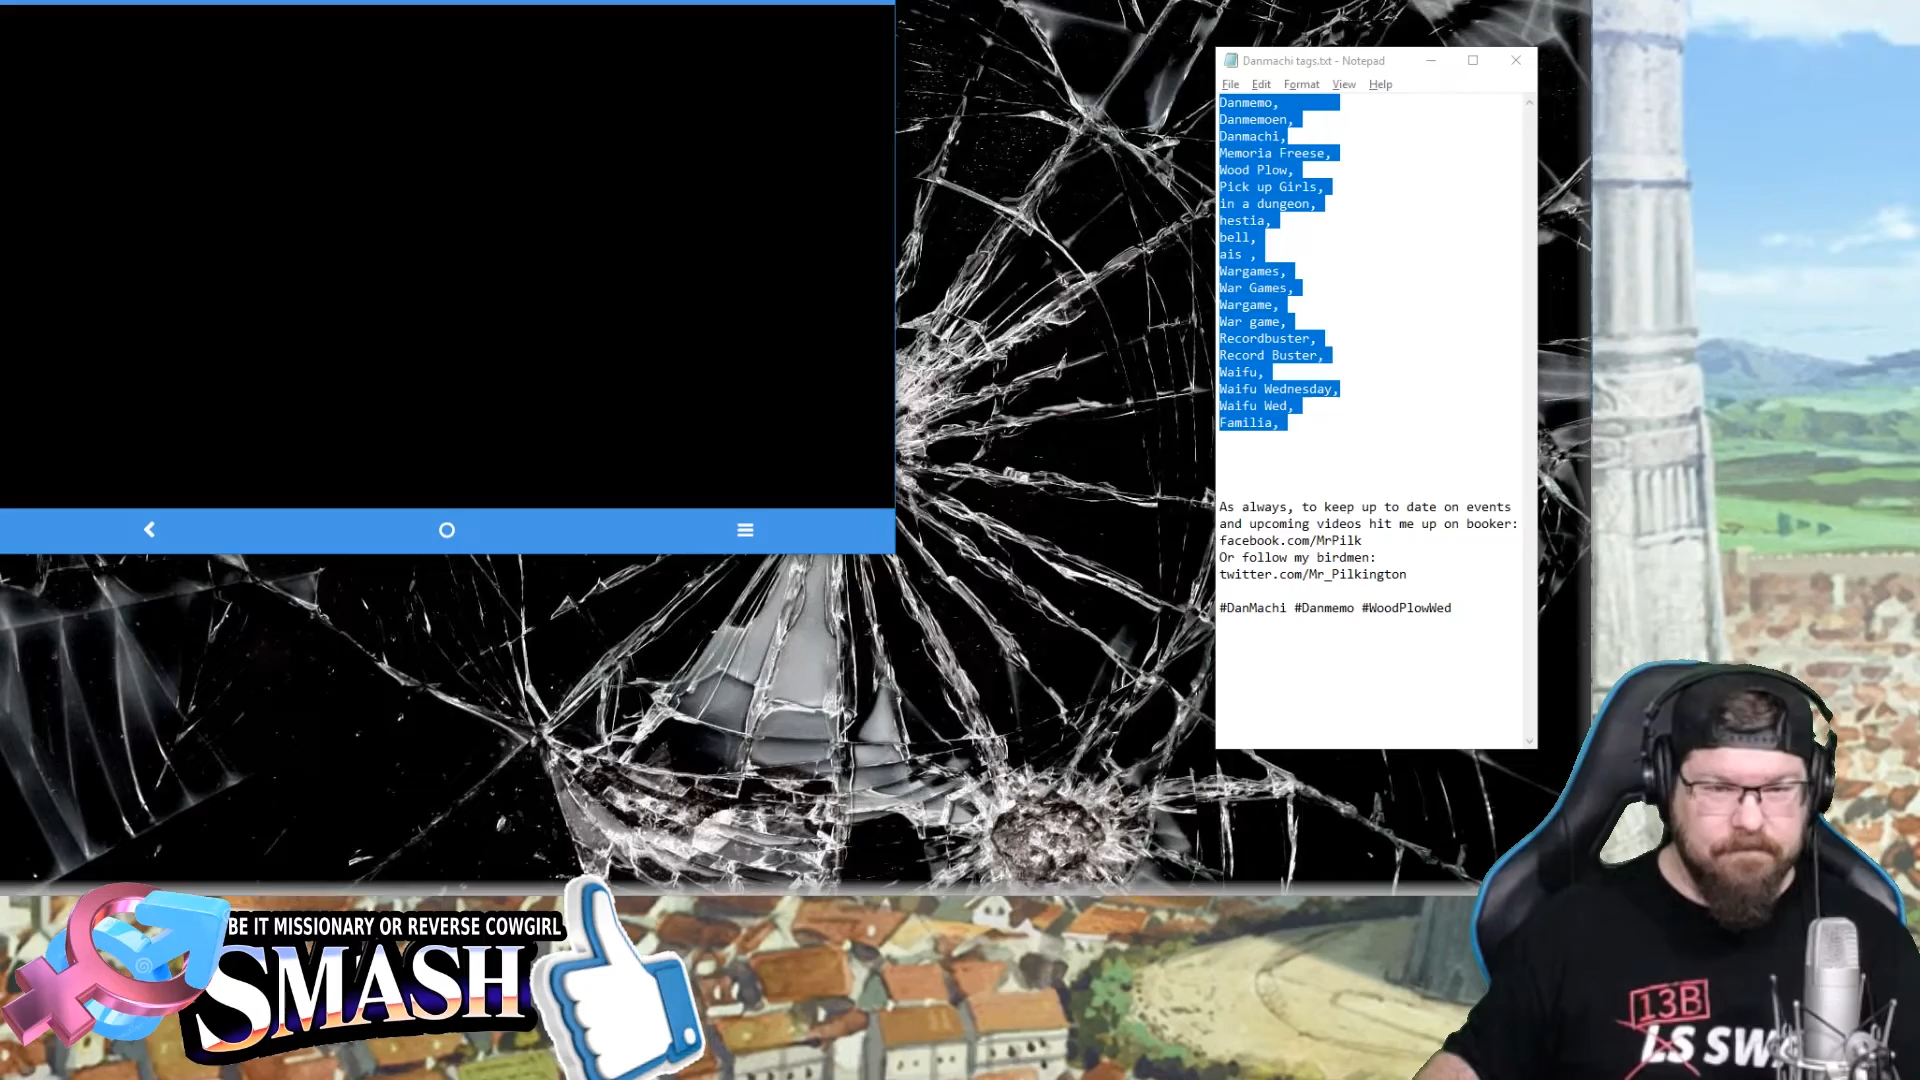 Danmachi tags.txt - Notepad
File Edit Format View Help
Danmemo,
Danmemoen,
Danmachi,
Memoria Freese,
Wood Plow,
Pick up Girls,
in a dungeon,
hestia,
bell,
ais ,
Wargames,
War Games,
Wargame,
War game,
Recordbuster,
Record Buster,
Waifu,
Waifu Wednesday,
Waifu Wed,
Familia,
As always, to keep up to date on events
and upcoming videos hit me up on booker:
facebook.com/MrPilk
Or follow my birdmen:
twitter.com/Mr_Pilkington
#DanMachi #Danmemo #WoodPlowWed
BE IT MISSIONARY OR REVERSE COWGIRL
SMASH
13B